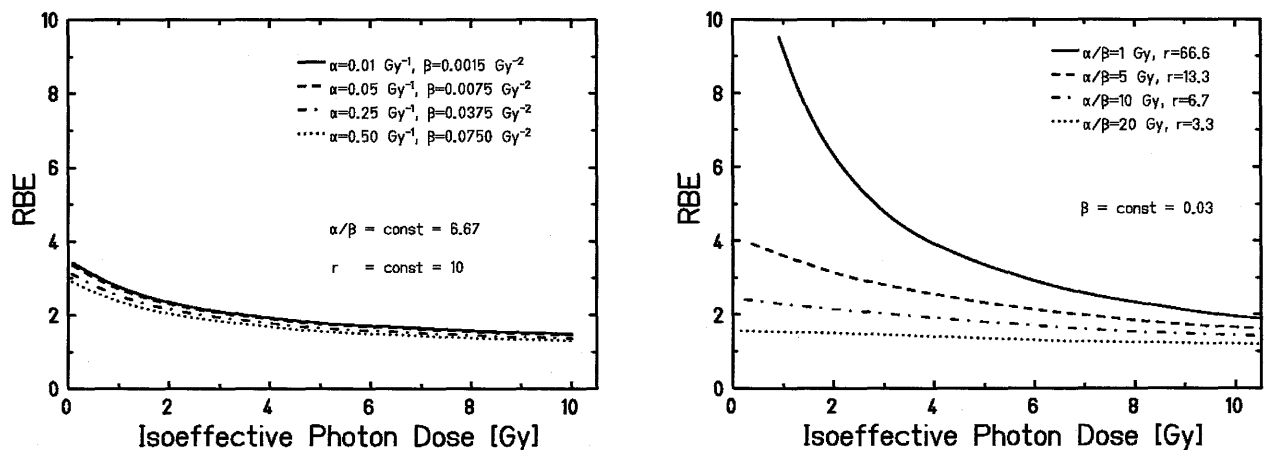 10
8
6
4
2
0
RBE
α=0.01 Gy⁻¹, β=0.0015 Gy⁻²
α=0.05 Gy⁻¹, β=0.0075 Gy⁻²
α=0.25 Gy⁻¹, β=0.0375 Gy⁻²
α=0.50 Gy⁻¹, β=0.0750 Gy⁻²
α/β = const = 6.67
r = const = 10
0 2 4 6 8 10
Isoeffective Photon Dose [Gy]
10
8
6
4
2
0
RBE
α/β=1 Gy, r=66.6
α/β=5 Gy, r=13.3
α/β=10 Gy, r=6.7
α/β=20 Gy, r=3.3
β = const = 0.03
0 2 4 6 8 10
Isoeffective Photon Dose [Gy]